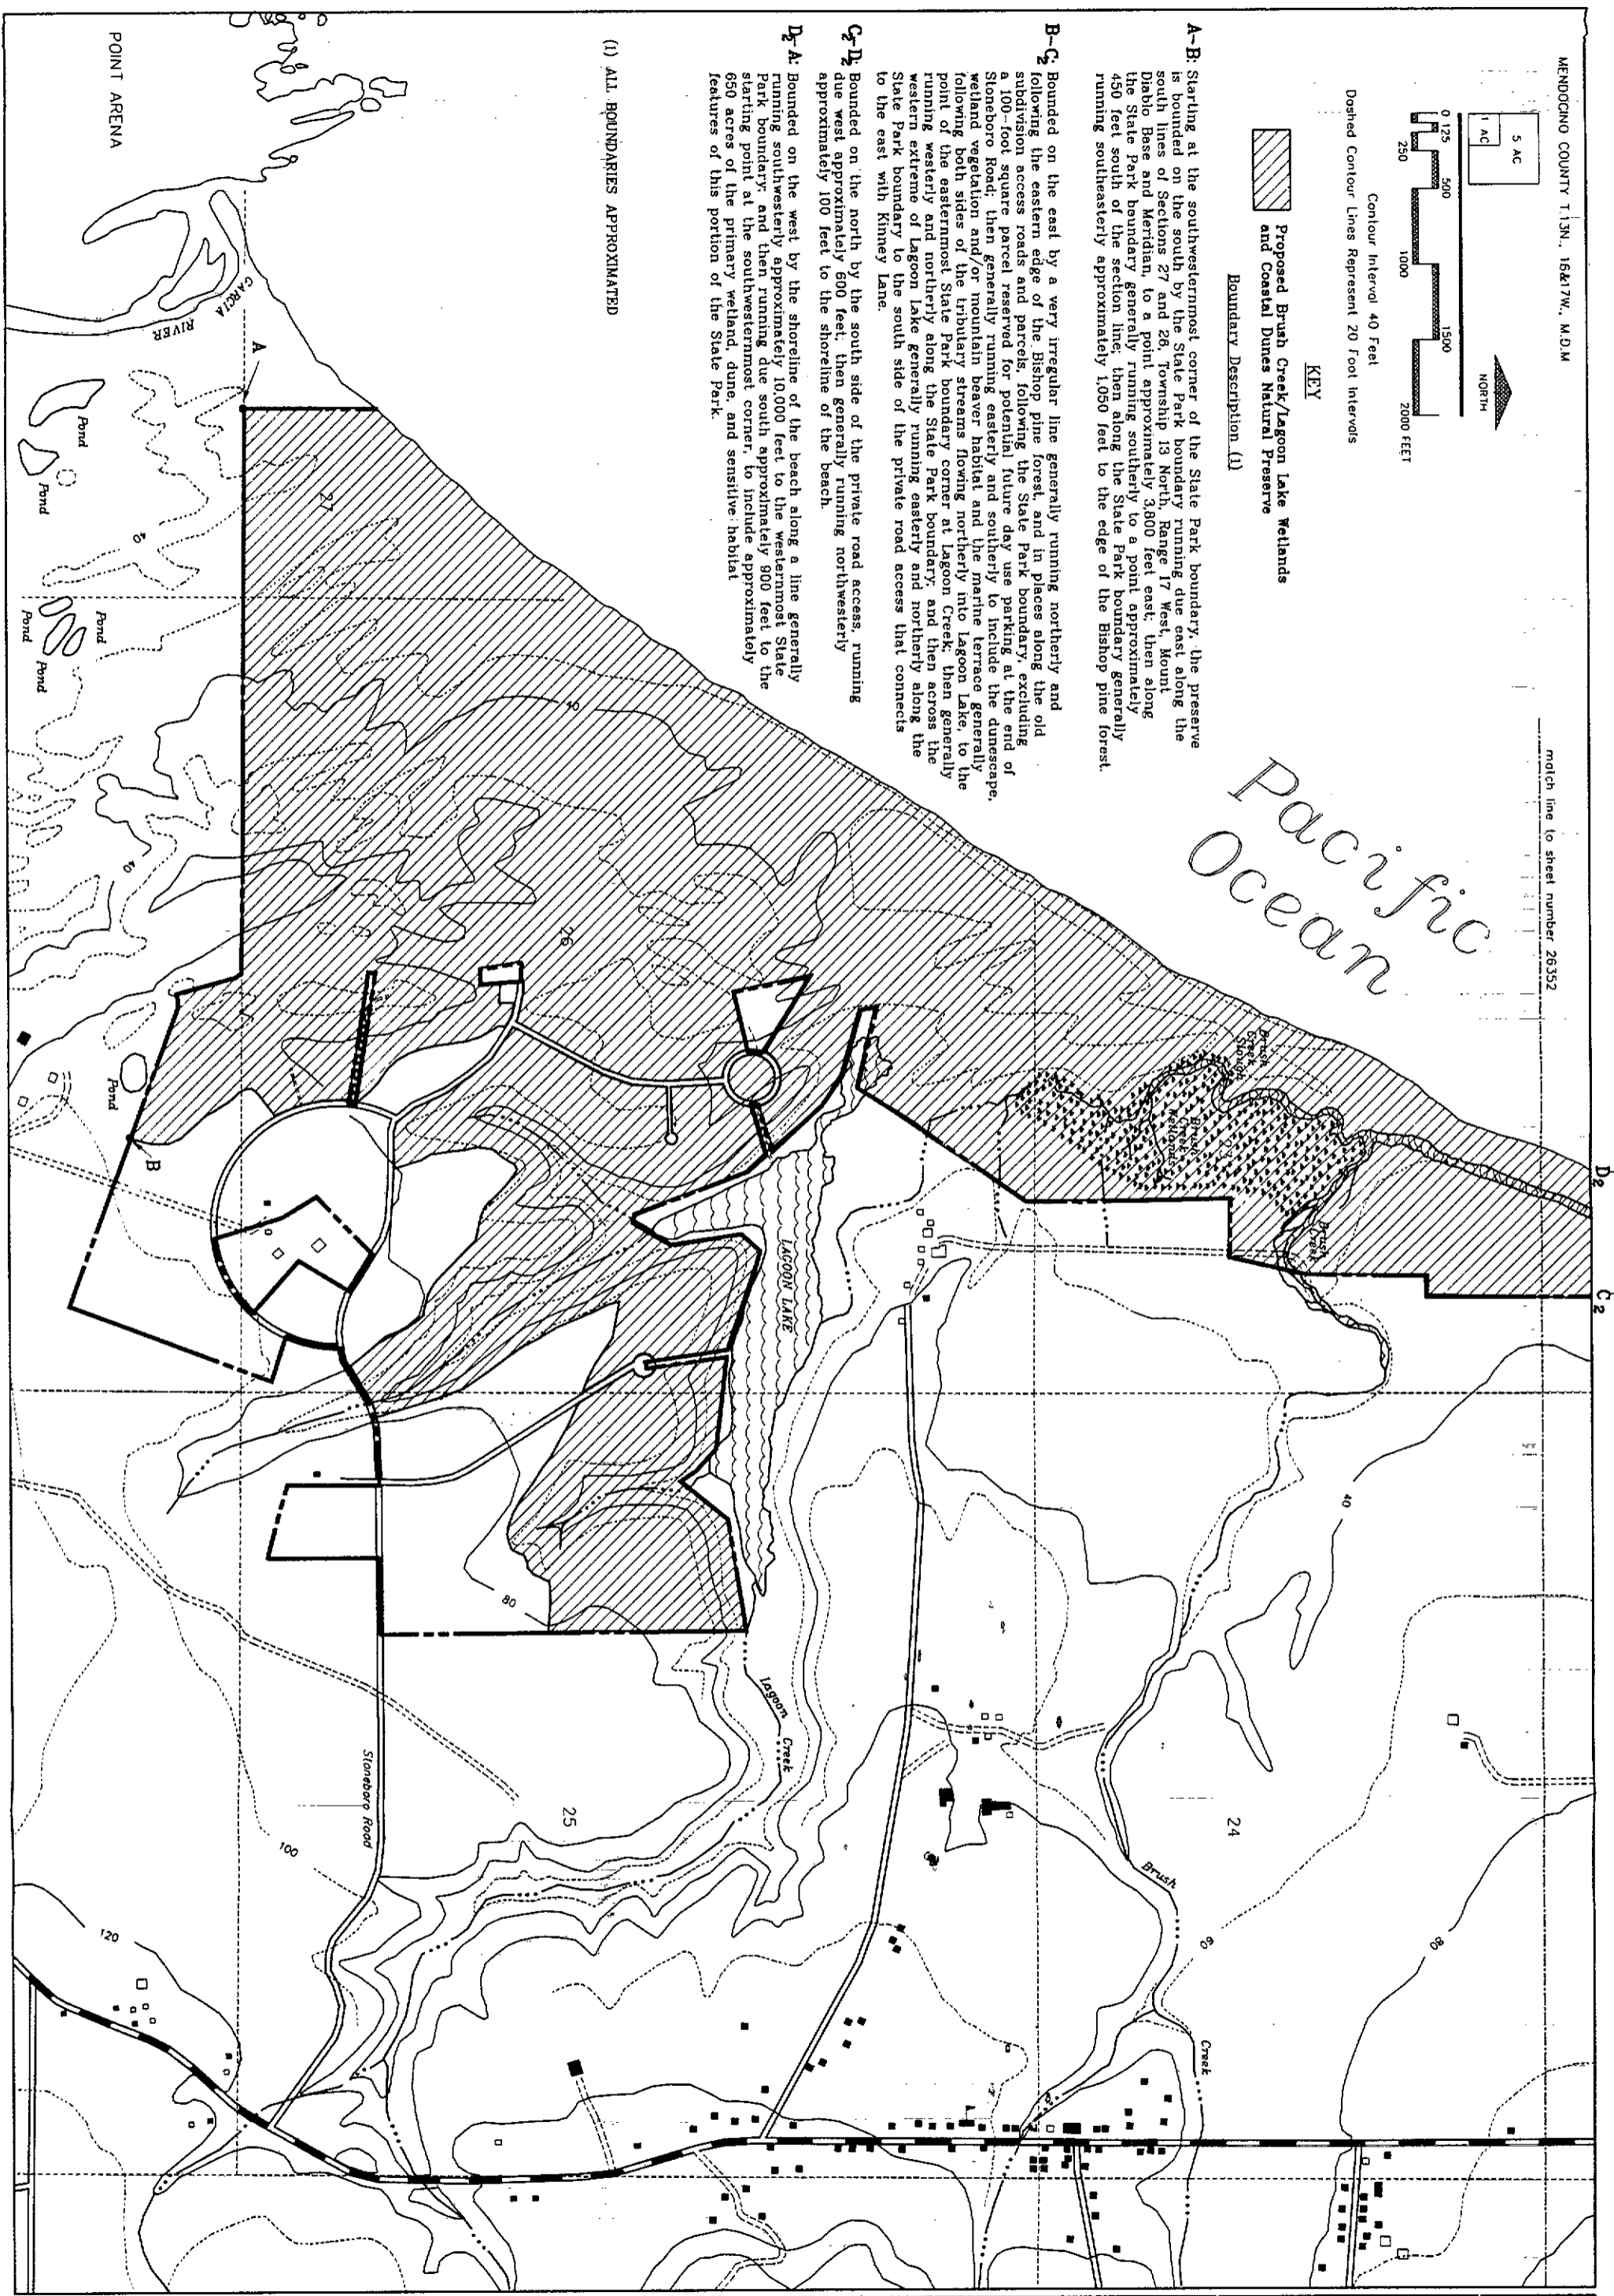 MENDOCINO COUNTY T.13N., 16&17W., M.D.M
match line to sheet number 26352
5 AC
1 AC
NORTH
0 125
250
500
1000
1500
2000 FEET
Contour Interval 40 Feet
Dashed Contour Lines Represent 20 Foot Intervals
KEY
Proposed Brush Creek/Lagoon Lake Wetlands
and Coastal Dunes Natural Preserve
Boundary Description (1)
A-B: Starting at the southwesternmost corner of the State Park boundary, the preserve
is bounded on the south by the State Park boundary running due east along the
south lines of Sections 27 and 26, Township 13 North, Range 17 West, Mount
Diablo Base and Meridian, to a point approximately 3,800 feet east; then along
the State Park boundary generally running southerly to a point approximately
450 feet south of the section line; then along the State Park boundary generally
running southeasterly approximately 1,050 feet to the edge of the Bishop pine forest.
B-C2: Bounded on the east by a very irregular line generally running northerly and
following the eastern edge of the Bishop pine forest, and in places along the old
subdivision access roads and parcels, following the State Park boundary, excluding
a 100-foot square parcel reserved for potential future day use parking at the end of
Stoneboro Road; then generally running easterly and southerly to include the dunescape,
wetland vegetation and/or mountain beaver habitat and the marine terrace generally
following both sides of the tributary streams flowing northerly into Lagoon Lake, to the
point of the easternmost State Park boundary corner at Lagoon Creek; then generally
running westerly and northerly along the State Park boundary; and then across the
western extreme of Lagoon Lake generally running easterly and northerly along the
State Park boundary to the south side of the private road access that connects
to the east with Kinney Lane.
C2-D2: Bounded on the north by the south side of the private road access, running
due west approximately 600 feet; then generally running northwesterly
approximately 100 feet to the shoreline of the beach.
D2-A: Bounded on the west by the shoreline of the beach along a line generally
running southwesterly approximately 10,000 feet to the westernmost State
Park boundary; and then running due south approximately 900 feet to the
starting point at the southwesternmost corner, to include approximately
650 acres of the primary wetland, dune, and sensitive habitat
features of this portion of the State Park.
(1) ALL BOUNDARIES APPROXIMATED
Pacific
Ocean
POINT ARENA
GARCIA
RIVER
A
Pond
Pond
Pond
Pond
Pond
Pond
27
40
40
40
26
B
D2
C2
Brush
Creek
Slough
Brush
Creek
Wetland
23
Brush
Creek
LAGOON LAKE
40
80
Lagoon
Creek
Stoneboro Road
25
24
100
120
Brush
Creek
60
80